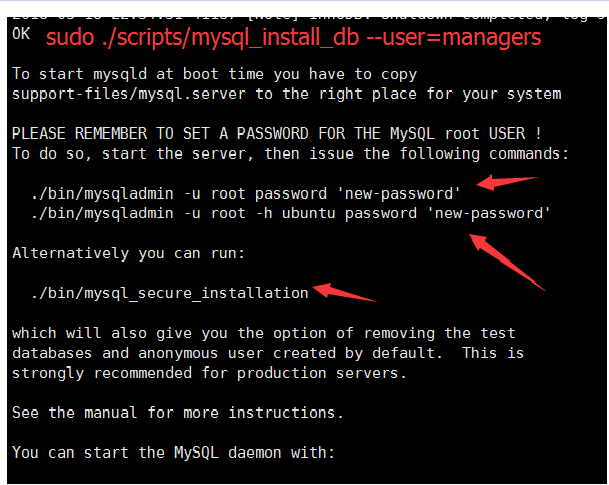 OK sudo ./scripts/mysql_install_db --user=managers
To start mysqld at boot time you have to copy
support-files/mysql.server to the right place for your system
PLEASE REMEMBER TO SET A PASSWORD FOR THE MySQL root USER !
To do so, start the server, then issue the following commands:
./bin/mysqladmin -u root password 'new-password'
./bin/mysqladmin -u root -h ubuntu password 'new-password'
Alternatively you can run:
./bin/mysql_secure_installation
which will also give you the option of removing the test
databases and anonymous user created by default.  This is
strongly recommended for production servers.
See the manual for more instructions.
You can start the MySQL daemon with: